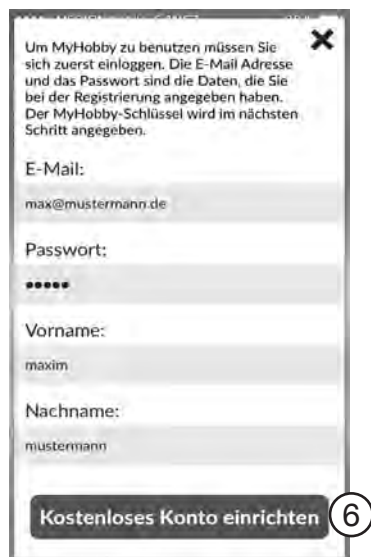 Um MyHobby zu benutzen müssen Sie
sich zuerst einloggen. Die E-Mail Adresse
und das Passwort sind die Daten, die Sie
bei der Registrierung angegeben haben.
Der MyHobby-Schlüssel wird im nächsten
Schritt angegeben.
E-Mail:
max@mustermann.de
Passwort:
•••••
Vorname:
maxim
Nachname:
mustermann
Kostenloses Konto einrichten 6